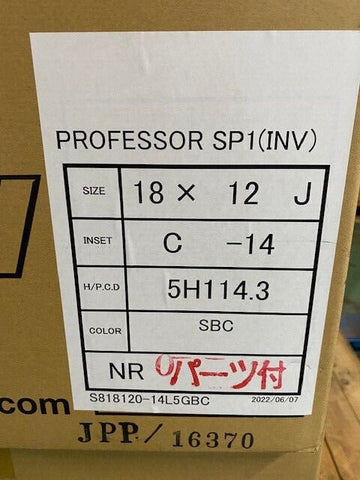 PROFESSOR SP1(INV)
SIZE 18 × 12 J
INSET C -14
H/P.C.D 5H114.3
COLOR SBC
NR 0パーツ付
S818120-14L5GBC 2022/06/07
.com
JPP/16370